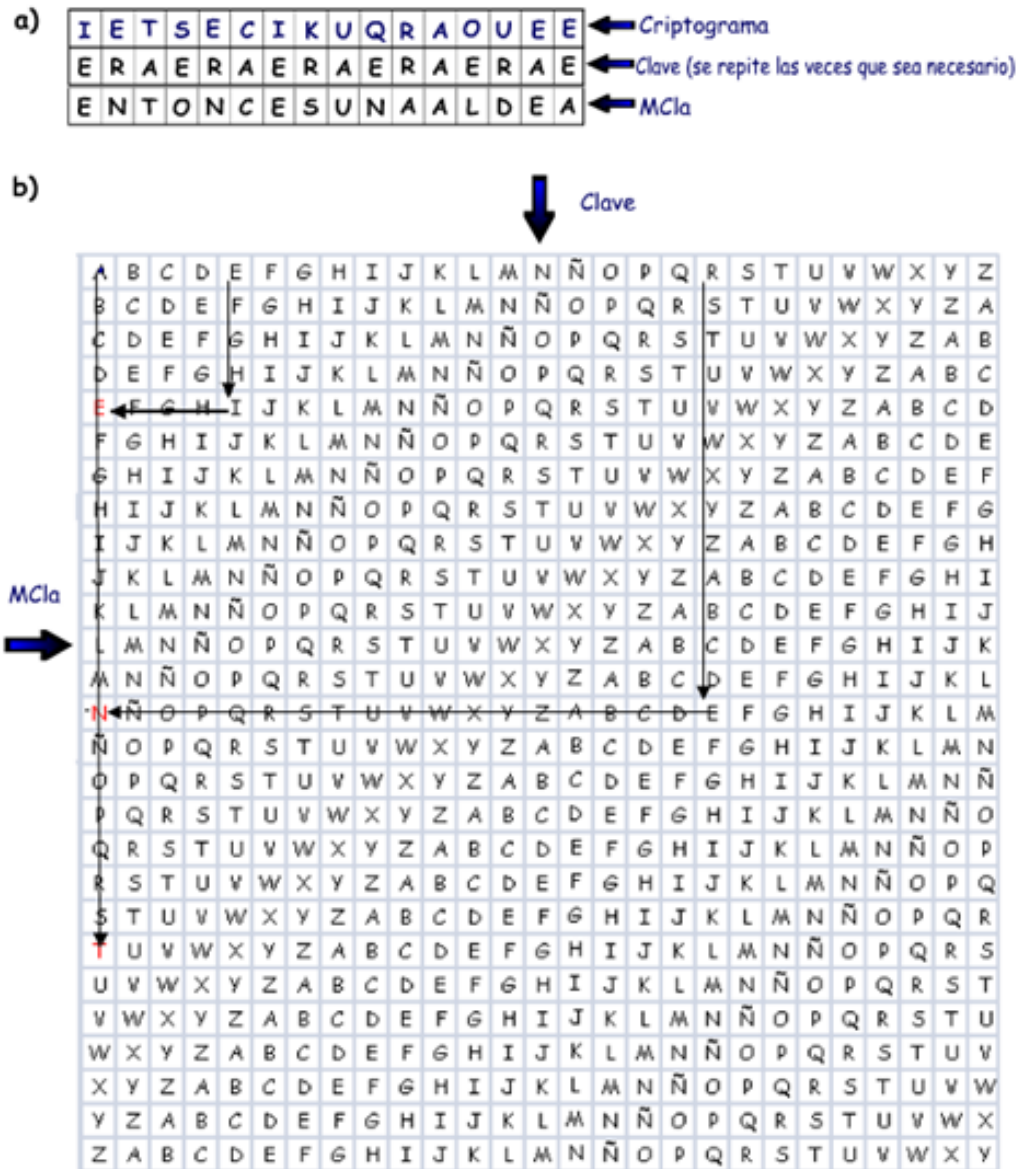 a)
I E T S E C I K U Q R A O U E E Criptograma
E R A E R A E R A E R A E R A E Clave (se repite las veces que sea necesario)
E N T O N C E S U N A A L D E A MCla
b)
Clave
A B C D E F G H I J K L M N Ñ O P Q R S T U V W X Y Z
B C D E F G H I J K L M N Ñ O P Q R S T U V W X Y Z A
C D E F G H I J K L M N Ñ O P Q R S T U V W X Y Z A B
D E F G H I J K L M N Ñ O P Q R S T U V W X Y Z A B C
E F G H I J K L M N Ñ O P Q R S T U V W X Y Z A B C D
F G H I J K L M N Ñ O P Q R S T U V W X Y Z A B C D E
G H I J K L M N Ñ O P Q R S T U V W X Y Z A B C D E F
H I J K L M N Ñ O P Q R S T U V W X Y Z A B C D E F G
I J K L M N Ñ O P Q R S T U V W X Y Z A B C D E F G H
J K L M N Ñ O P Q R S T U V W X Y Z A B C D E F G H I
MCla
K L M N Ñ O P Q R S T U V W X Y Z A B C D E F G H I J
L M N Ñ O P Q R S T U V W X Y Z A B C D E F G H I J K
M N Ñ O P Q R S T U V W X Y Z A B C D E F G H I J K L
N Ñ O P Q R S T U V W X Y Z A B C D E F G H I J K L M
Ñ O P Q R S T U V W X Y Z A B C D E F G H I J K L M N
O P Q R S T U V W X Y Z A B C D E F G H I J K L M N Ñ
P Q R S T U V W X Y Z A B C D E F G H I J K L M N Ñ O
Q R S T U V W X Y Z A B C D E F G H I J K L M N Ñ O P
R S T U V W X Y Z A B C D E F G H I J K L M N Ñ O P Q
S T U V W X Y Z A B C D E F G H I J K L M N Ñ O P Q R
T U V W X Y Z A B C D E F G H I J K L M N Ñ O P Q R S
U V W X Y Z A B C D E F G H I J K L M N Ñ O P Q R S T
V W X Y Z A B C D E F G H I J K L M N Ñ O P Q R S T U
W X Y Z A B C D E F G H I J K L M N Ñ O P Q R S T U V
X Y Z A B C D E F G H I J K L M N Ñ O P Q R S T U V W
Y Z A B C D E F G H I J K L M N Ñ O P Q R S T U V W X
Z A B C D E F G H I J K L M N Ñ O P Q R S T U V W X Y